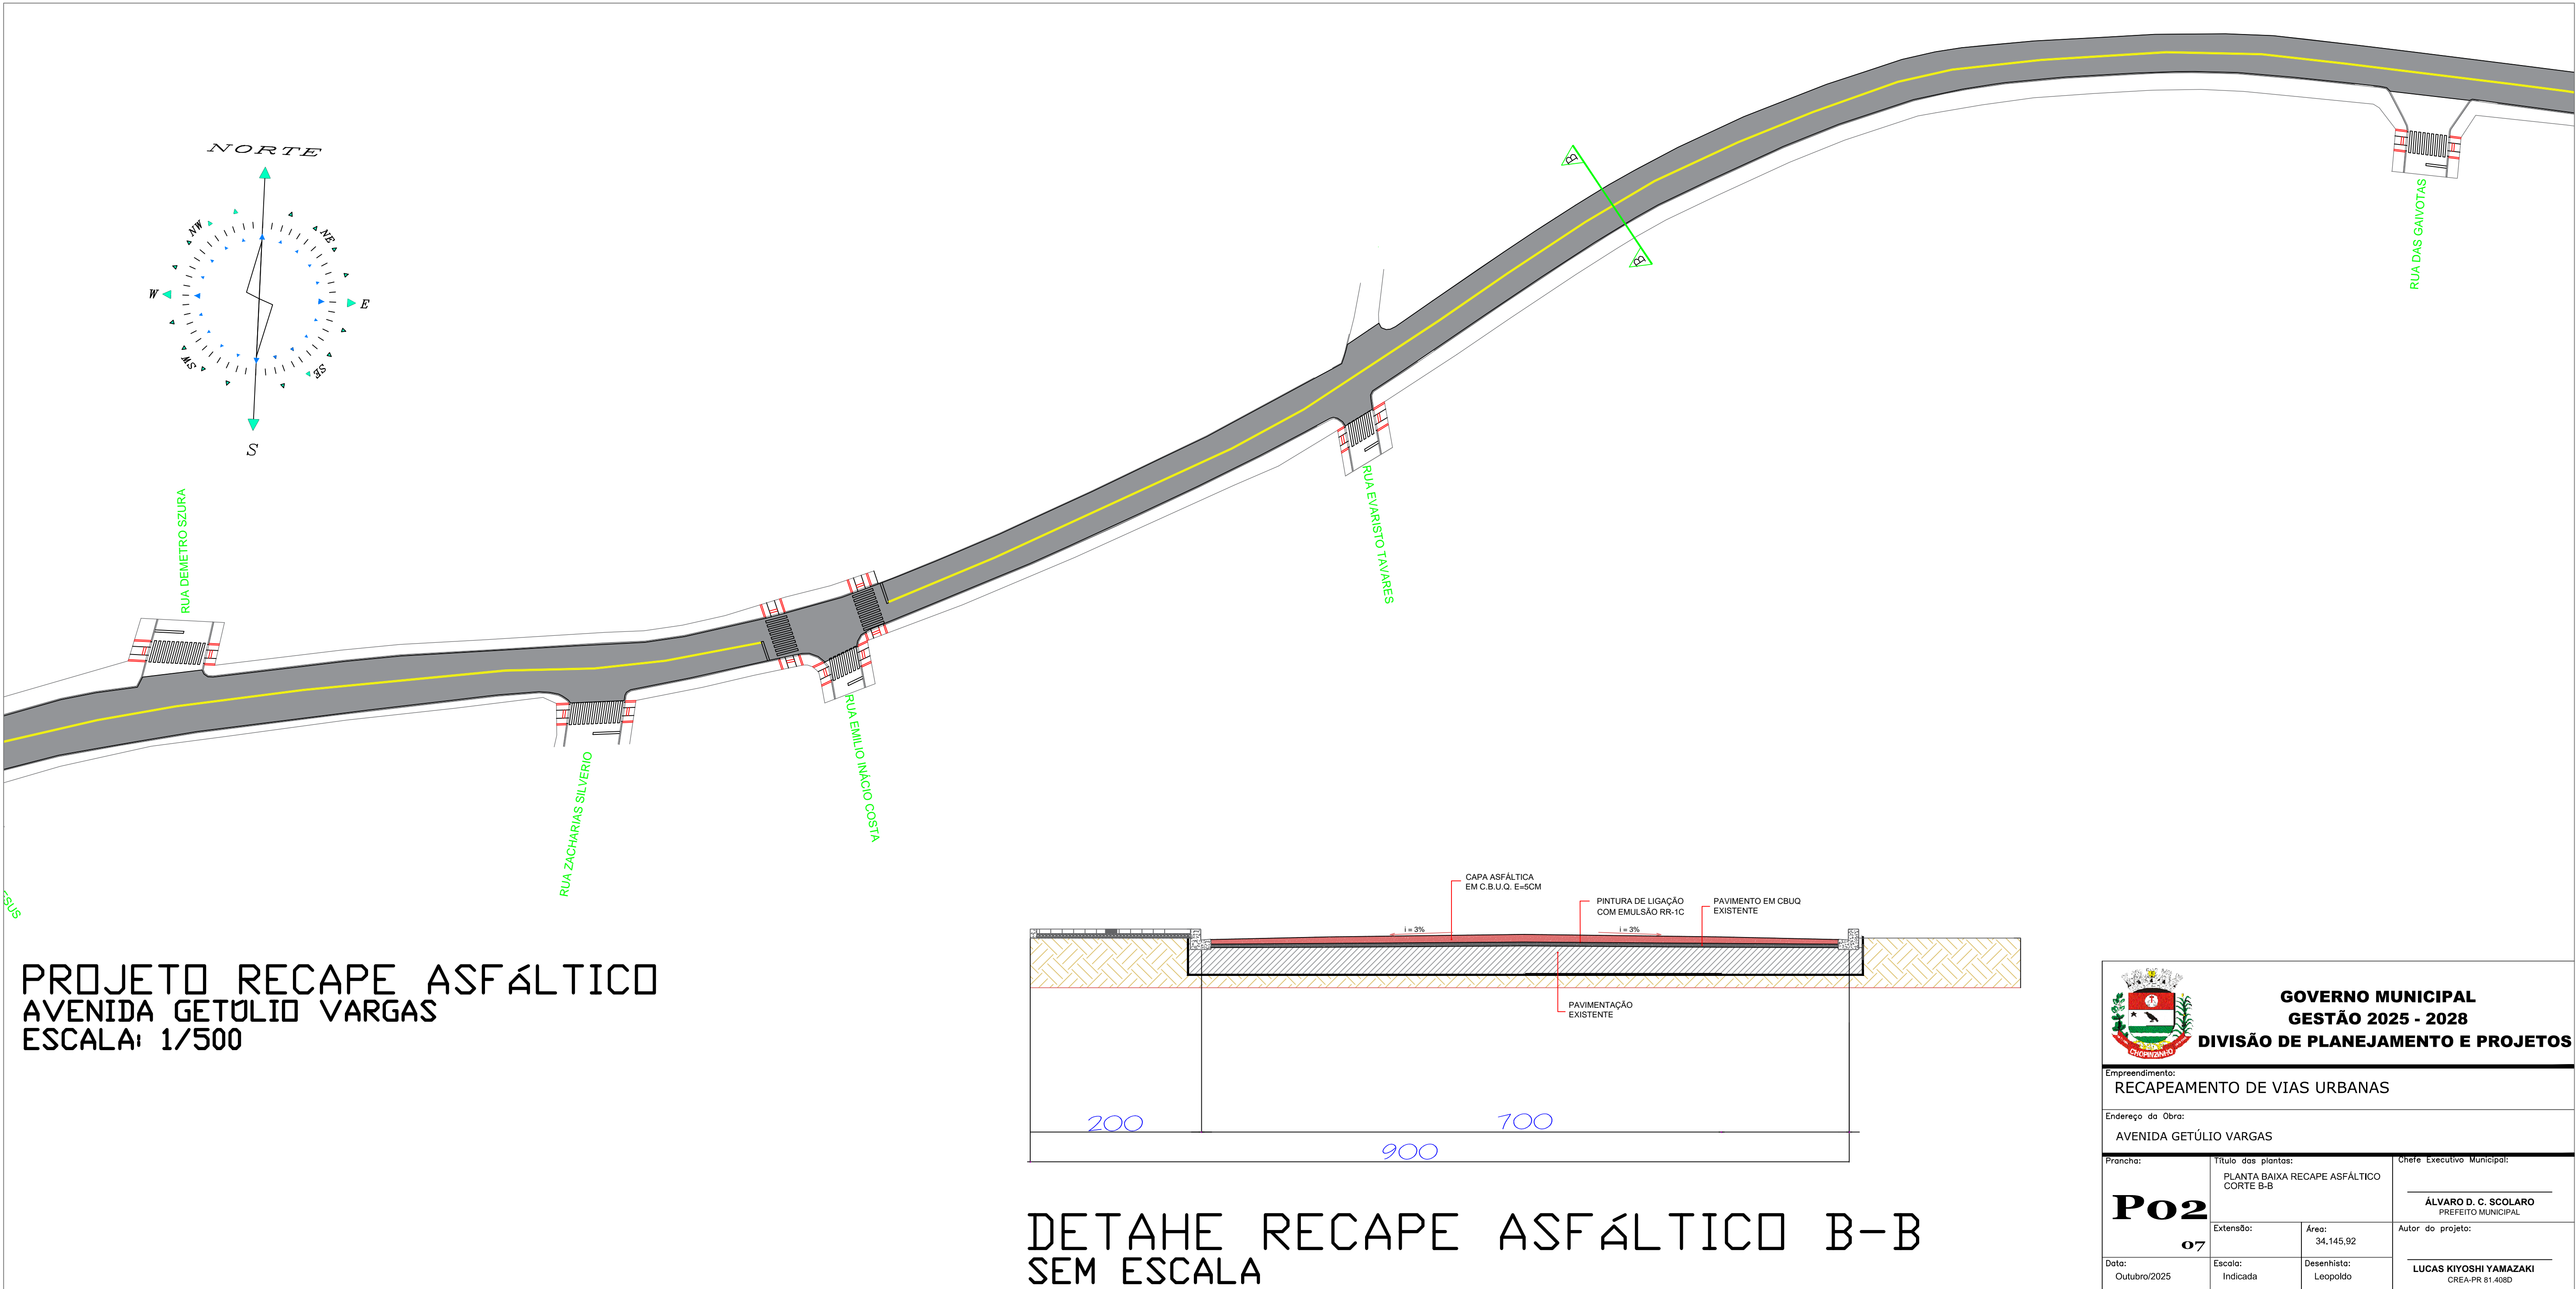 NORTE
NW
NE
W
E
SW
SE
S
B
B
RUA DAS GAIVOTAS
RUA DEMETRO SZURA
RUA EVARISTO TAVARES
RUA EMILIO INÁCIO COSTA
RUA ZACHARIAS SILVERIO
PROJETO RECAPE ASFáLTICO
AVENIDA GETÚLIO VARGAS
ESCALA: 1/500
CAPA ASFÁLTICA
EM C.B.U.Q. E=5CM
PINTURA DE LIGAÇÃO
COM EMULSÃO RR-1C
PAVIMENTO EM CBUQ
EXISTENTE
i = 3%
i = 3%
PAVIMENTAÇÃO
EXISTENTE
200
700
900
DETAHE RECAPE ASFáLTICO B-B
SEM ESCALA
CHOPINZINHO
GOVERNO MUNICIPAL
GESTÃO 2025 - 2028
DIVISÃO DE PLANEJAMENTO E PROJETOS
Empreendimento:
RECAPEAMENTO DE VIAS URBANAS
Endereço da Obra:
AVENIDA GETÚLIO VARGAS
Prancha:
P02
07
Título das plantas:
PLANTA BAIXA RECAPE ASFÁLTICO
CORTE B-B
Chefe Executivo Municipal:
ÁLVARO D. C. SCOLARO
PREFEITO MUNICIPAL
Extensão:
Área:
34,145,92
Autor do projeto:
LUCAS KIYOSHI YAMAZAKI
CREA-PR 81.408D
Data:
Outubro/2025
Escala:
Indicada
Desenhista:
Leopoldo